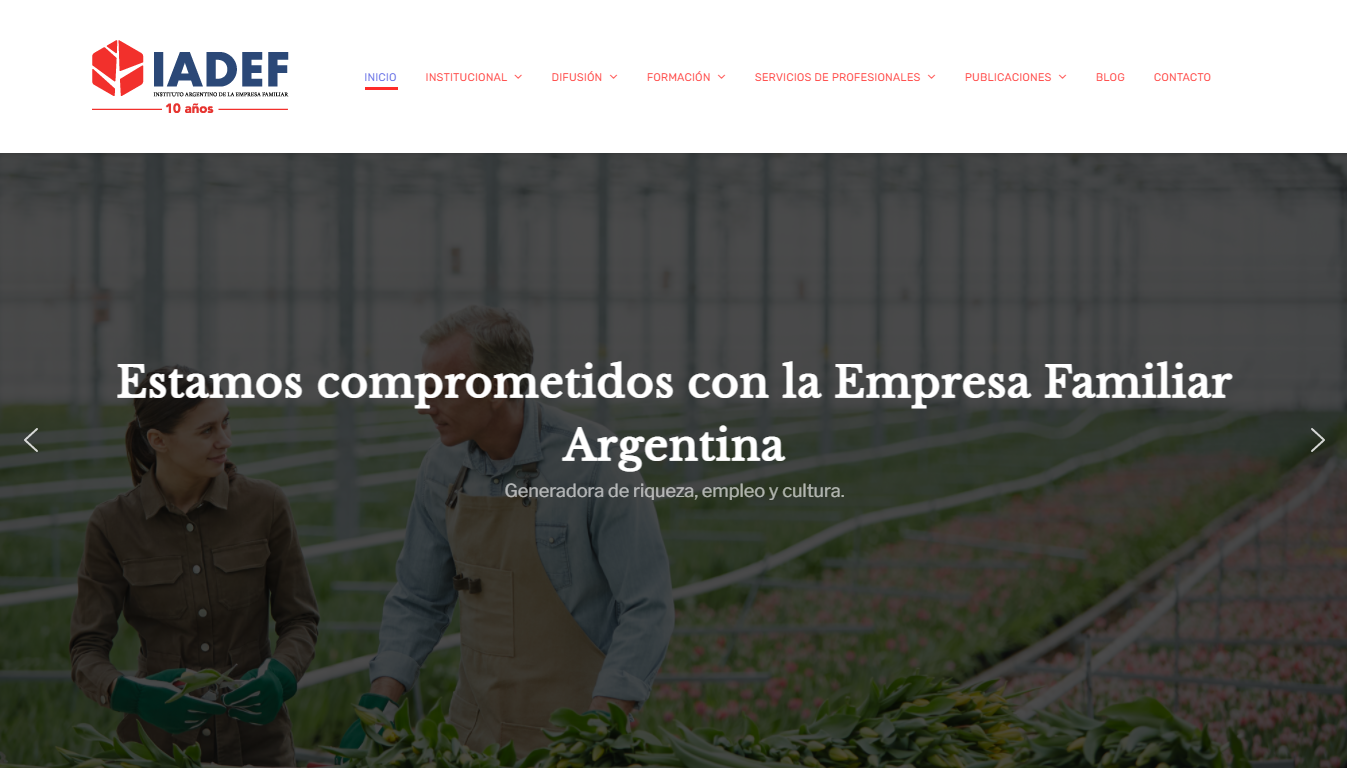 IADEF
INSTITUTO ARGENTINO DE LA EMPRESA FAMILIAR
10 años
INICIO
INSTITUCIONAL
DIFUSIÓN
FORMACIÓN
SERVICIOS DE PROFESIONALES
PUBLICACIONES
BLOG
CONTACTO
Estamos comprometidos con la Empresa Familiar
Argentina
Generadora de riqueza, empleo y cultura.